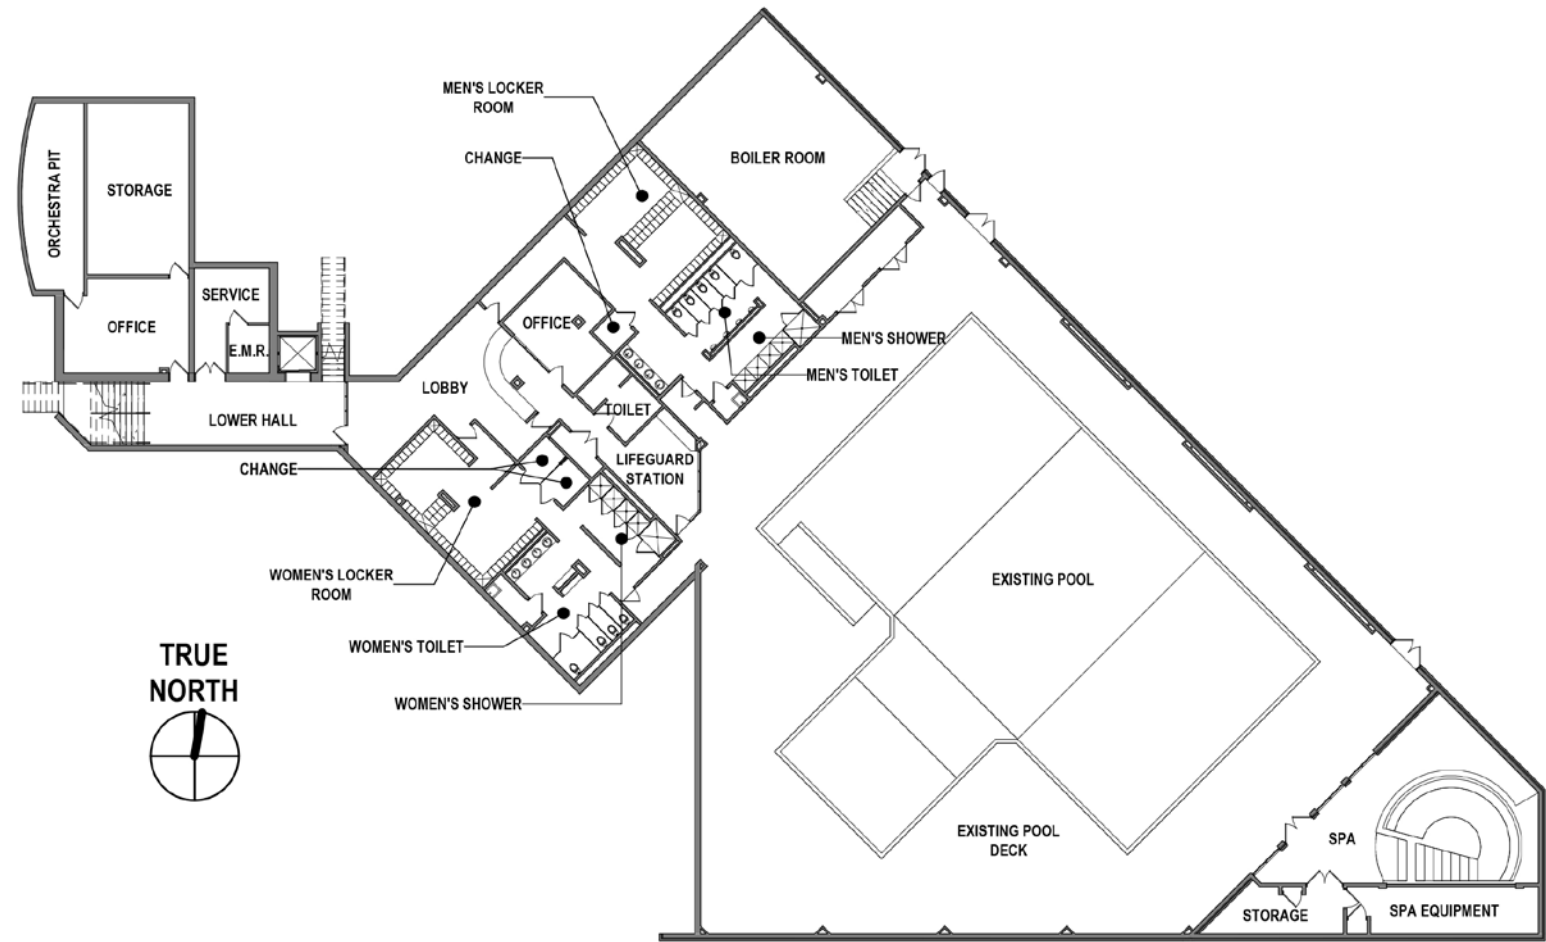 MEN'S LOCKER
ROOM
CHANGE
BOILER ROOM
ORCHESTRA PIT
STORAGE
SERVICE
OFFICE
OFFICE
E.M.R.
MEN'S SHOWER
MEN'S TOILET
LOBBY
TOILET
LOWER HALL
LIFEGUARD
STATION
CHANGE
WOMEN'S LOCKER
ROOM
EXISTING POOL
WOMEN'S TOILET
TRUE
NORTH
WOMEN'S SHOWER
EXISTING POOL
DECK
SPA
STORAGE
SPA EQUIPMENT